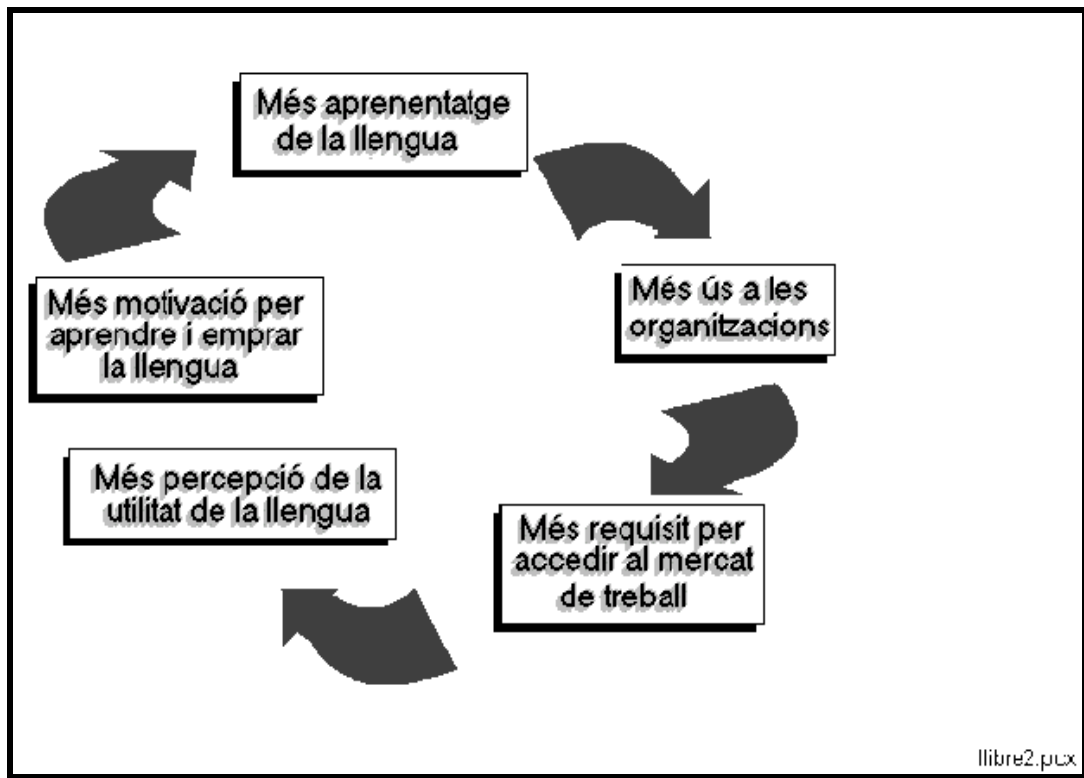 Més aprenentatge
de la llengua
Més ús a les
organitzacions
Més requisit per
accedir al mercat
de treball
Més percepció de la
utilitat de la llengua
Més motivació per
aprendre i emprar
la llengua
llibre2.pcx